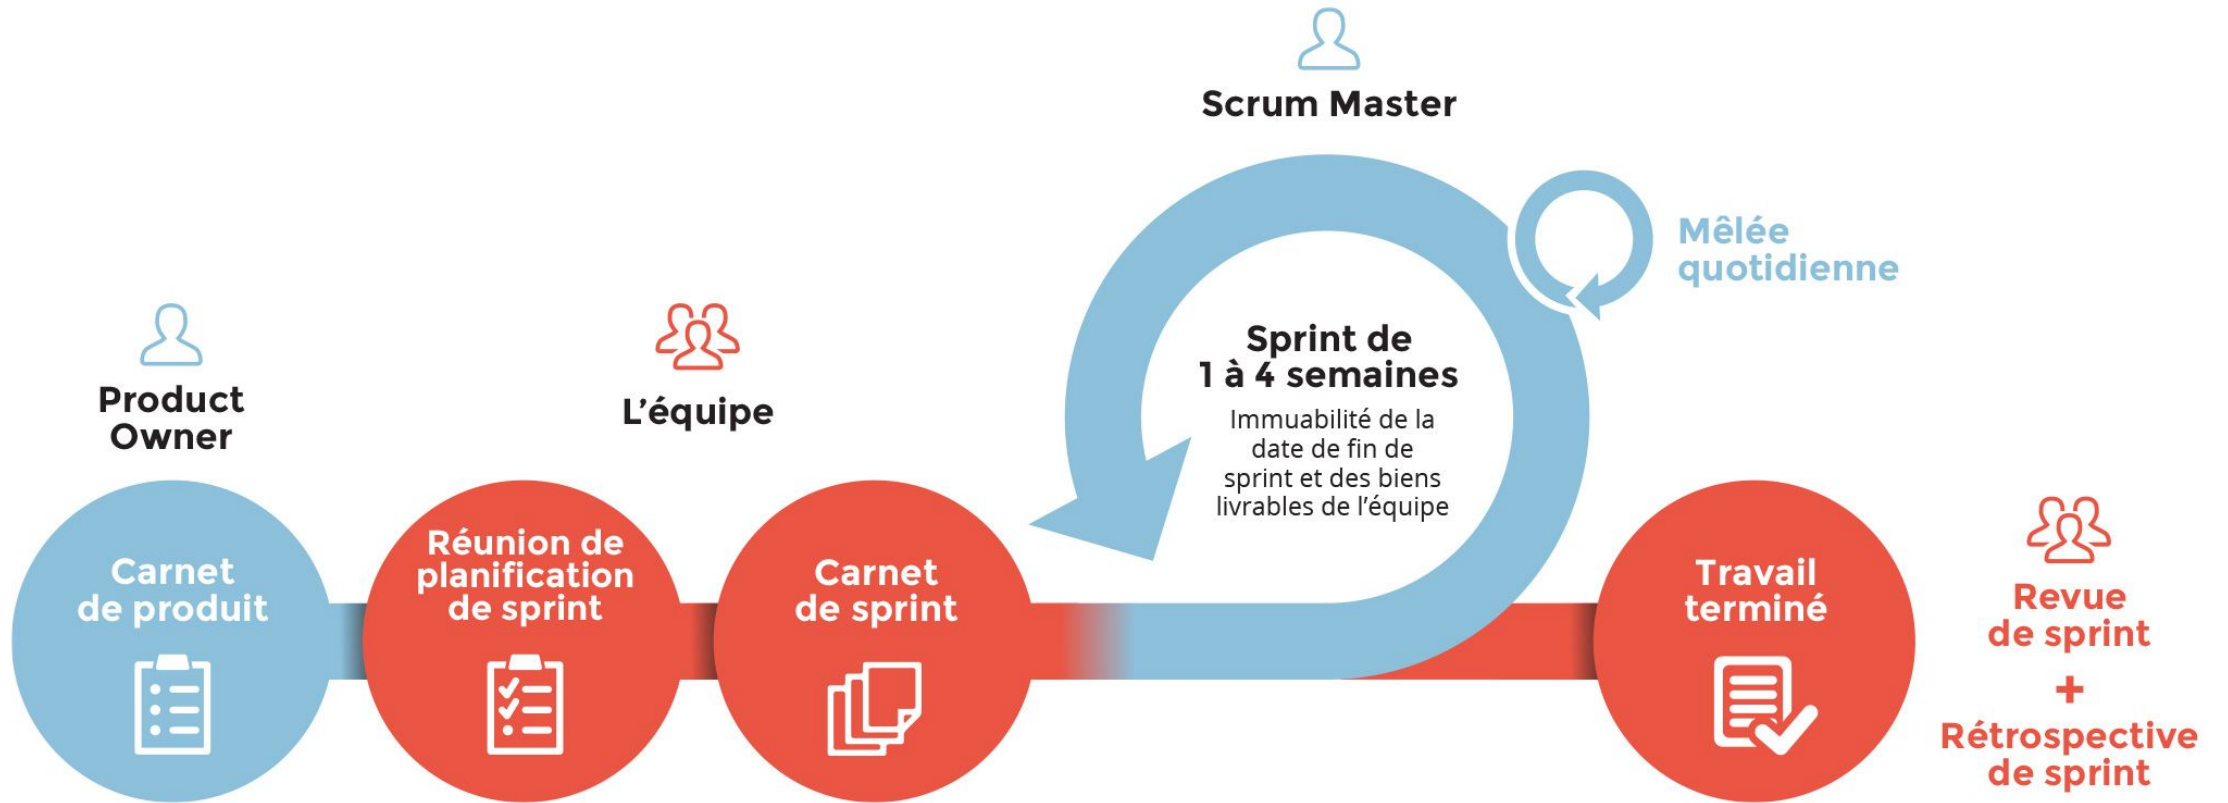 Scrum Master
Mêlée
quotidienne
Sprint de
1 à 4 semaines
Immuabilité de la
date de fin de
sprint et des biens
livrables de l'équipe
Product
Owner
L'équipe
Carnet
de produit
Réunion de
planification
de sprint
Carnet
de sprint
Travail
terminé
Revue
de sprint
+
Rétrospective
de sprint